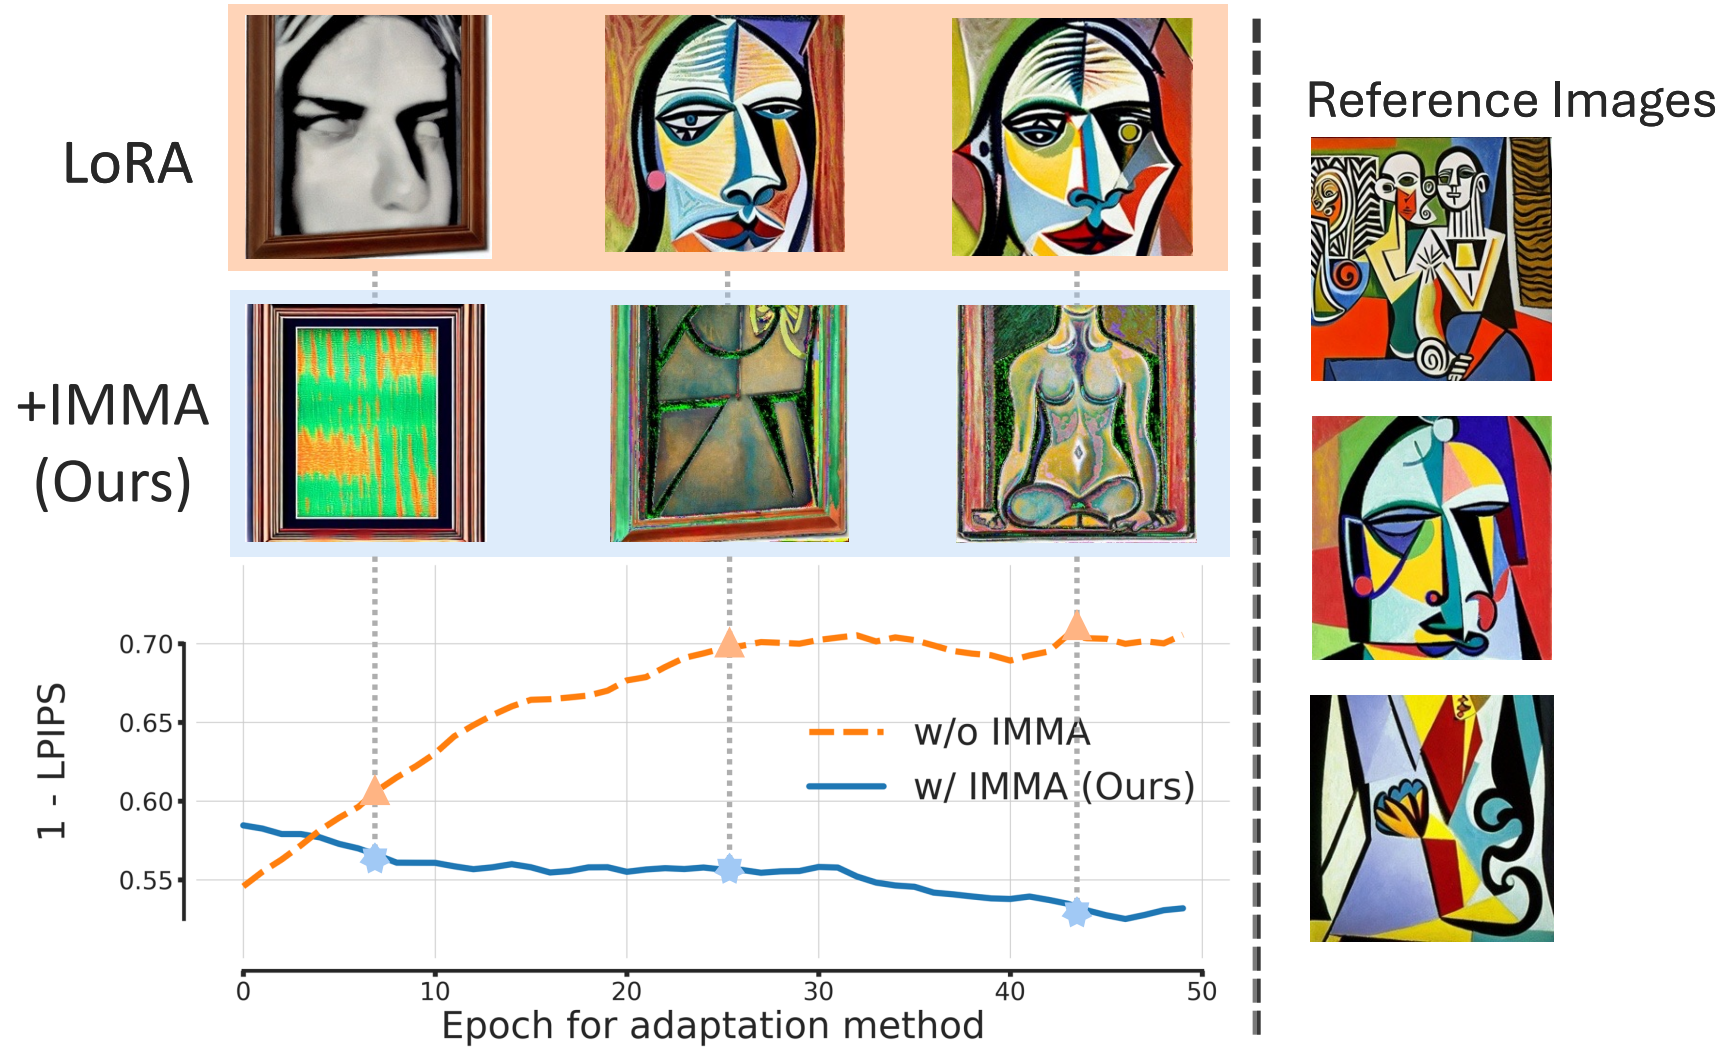 LoRA
Reference Images
+IMMA
(Ours)
0.70
0.65
0.60
0.55
1 - LPIPS
w/o IMMA
w/ IMMA (Ours)
0 10 20 30 40 50
Epoch for adaptation method